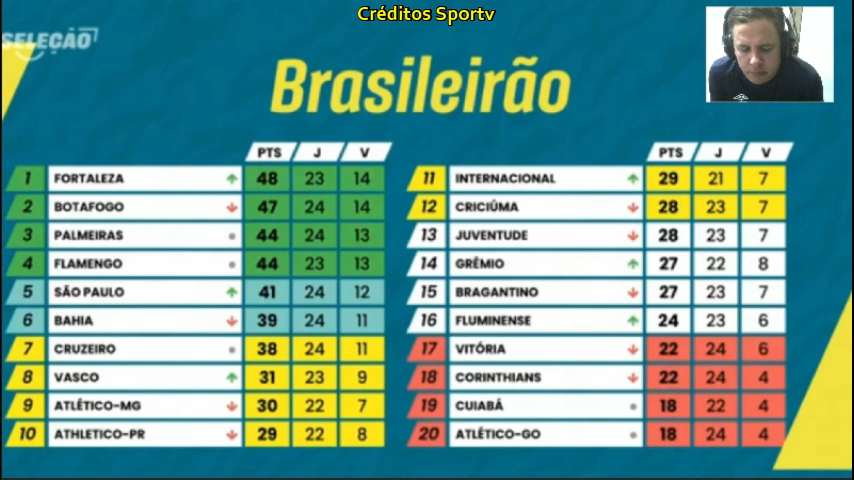 Créditos Sportv
SELEÇÃO
Brasileirão
PTS J V
1 FORTALEZA 48 23 14
2 BOTAFOGO 47 24 14
3 PALMEIRAS 44 24 13
4 FLAMENGO 44 23 13
5 SÃO PAULO 41 24 12
6 BAHIA 39 24 11
7 CRUZEIRO 38 24 11
8 VASCO 31 23 9
9 ATLÉTICO-MG 30 22 7
10 ATHLETICO-PR 29 22 8
PTS J V
11 INTERNACIONAL 29 21 7
12 CRICIÚMA 28 23 7
13 JUVENTUDE 28 23 7
14 GRÊMIO 27 22 8
15 BRAGANTINO 27 23 7
16 FLUMINENSE 24 23 6
17 VITÓRIA 22 24 6
18 CORINTHIANS 22 24 4
19 CUIABÁ 18 22 4
20 ATLÉTICO-GO 18 24 4